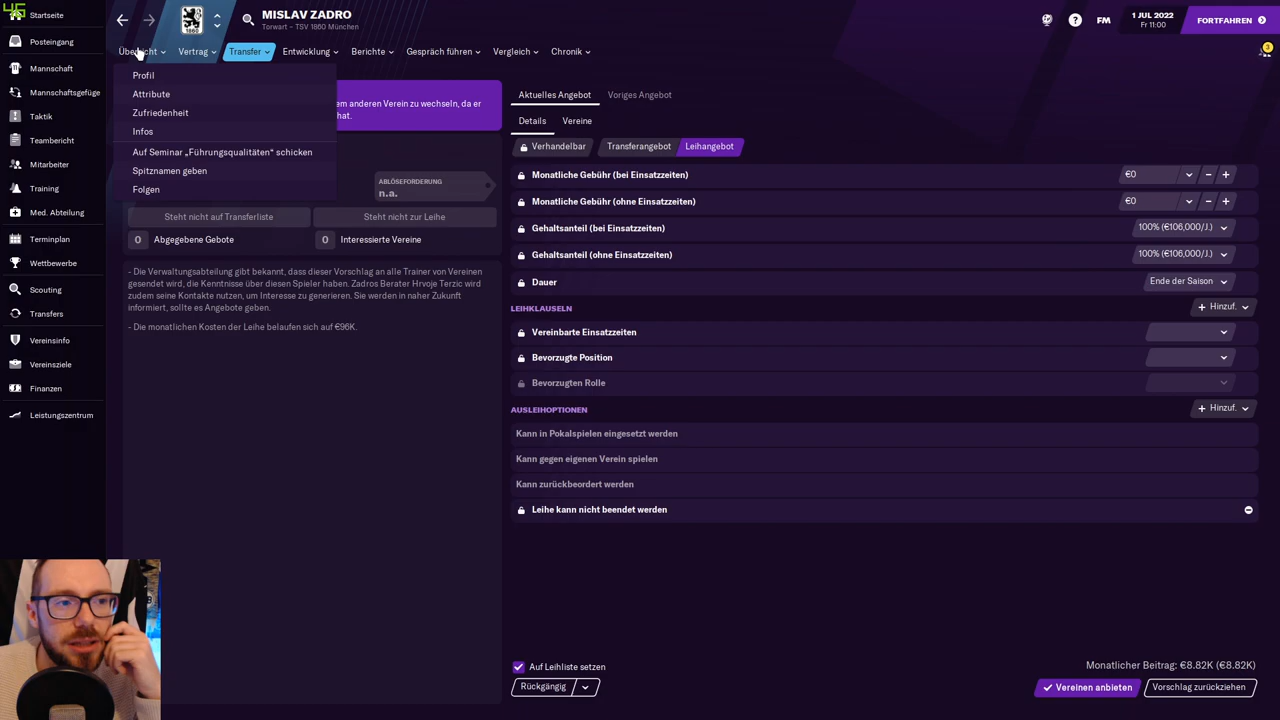 45
Startseite
Posteingang
Mannschaft
Mannschaftsgefüge
Taktik
Teambericht
Mitarbeiter
Training
Med. Abteilung
Terminplan
Wettbewerbe
Scouting
Transfers
Vereinsinfo
Vereinsziele
Finanzen
Leistungszentrum
MISLAV ZADRO
Torwart – TSV 1860 München
FM
1 JUL 2022
Fr 11:00
FORTFAHREN
2
Übersicht
Vertrag
Transfer
Entwicklung
Berichte
Gespräch führen
Vergleich
Chronik
Profil
Attribute
Zufriedenheit
Infos
Auf Seminar „Führungsqualitäten“ schicken
Spitznamen geben
Folgen
em anderen Verein zu wechseln, da er
hat.
ABLÖSEFORDERUNG
n.a.
Steht nicht auf Transferliste
Steht nicht zur Leihe
0 Abgegebene Gebote
0 Interessierte Vereine
- Die Verwaltungsabteilung gibt bekannt, dass dieser Vorschlag an alle Trainer von Vereinen
gesendet wird, die Kenntnisse über diesen Spieler haben. Zadros Berater Hrvoje Terzic wird
zudem seine Kontakte nutzen, um Interesse zu generieren. Sie werden in naher Zukunft
informiert, sollte es Angebote geben.
- Die monatlichen Kosten der Leihe belaufen sich auf €96K.
Aktuelles Angebot
Voriges Angebot
Details
Vereine
Verhandelbar
Transferangebot
Leihangebot
Monatliche Gebühr (bei Einsatzzeiten) €0
Monatliche Gebühr (ohne Einsatzzeiten) €0
Gehaltsanteil (bei Einsatzzeiten) 100% (€106,000/J.)
Gehaltsanteil (ohne Einsatzzeiten) 100% (€106,000/J.)
Dauer Ende der Saison
LEIHKLAUSELN + Hinzuf.
Vereinbarte Einsatzzeiten
Bevorzugte Position
Bevorzugten Rolle
AUSLEIHOPTIONEN + Hinzuf.
Kann in Pokalspielen eingesetzt werden
Kann gegen eigenen Verein spielen
Kann zurückbeordert werden
Leihe kann nicht beendet werden
Auf Leihliste setzen
Monatlicher Beitrag: €8.82K (€8.82K)
Rückgängig
Vereinen anbieten
Vorschlag zurückziehen